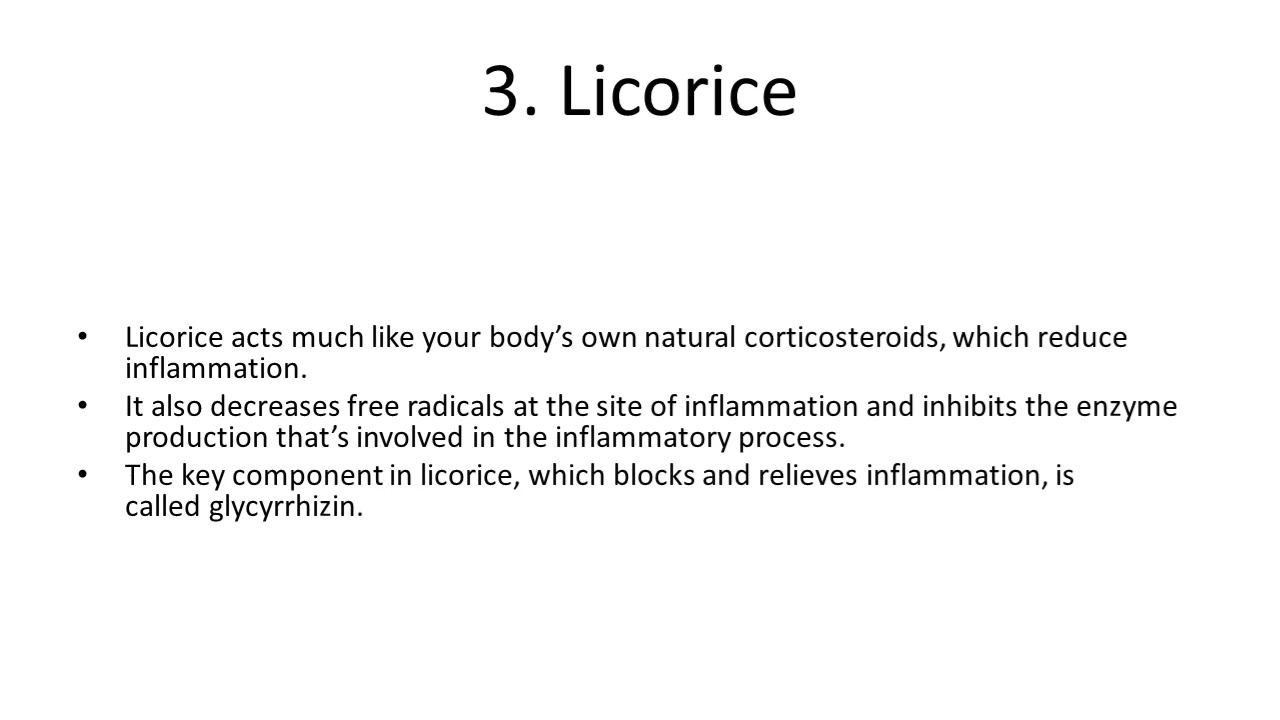 3. Licorice
• Licorice acts much like your body’s own natural corticosteroids, which reduce
inflammation.
• It also decreases free radicals at the site of inflammation and inhibits the enzyme
production that’s involved in the inflammatory process.
• The key component in licorice, which blocks and relieves inflammation, is
called glycyrrhizin.